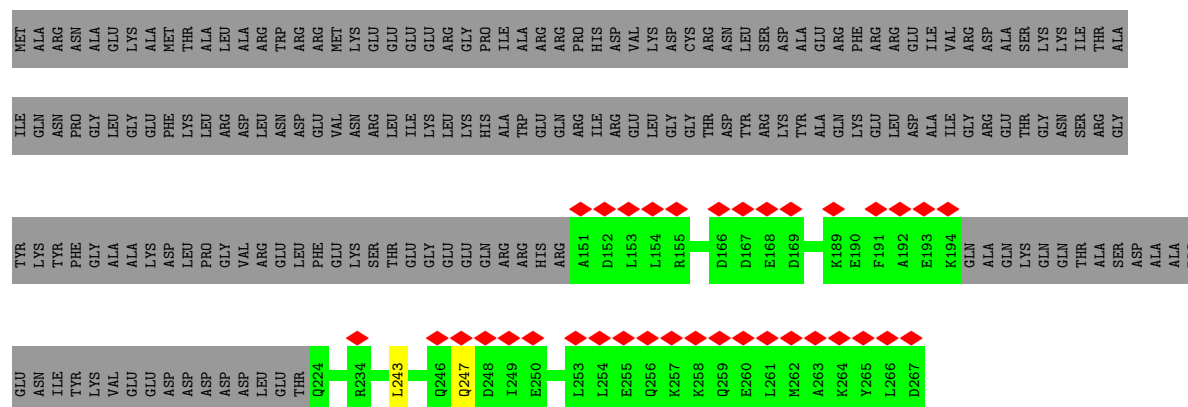 MET ALA ARG ASN ALA GLU LYS ALA MET THR ALA LEU ALA ARG TRP ARG ARG MET LYS GLU GLU GLU GLU ARG GLY PRO ILE ALA ARG ARG PRO HIS ASP VAL LYS ASP CYS ARG ASN LEU SER ASP ALA GLU ARG PHE ARG ARG GLU ILE VAL ARG ASP ALA SER LYS LYS ILE THR ALA
ILE GLN ASN PRO GLY LEU GLY GLU PHE LYS LEU ARG ASP LEU ASN ASP GLU VAL ASN ARG LEU ILE LYS LEU LYS HIS ALA TRP GLU GLN ARG ILE ARG GLU LEU GLY GLY THR ASP TYR ARG LYS TYR ALA GLN LYS GLU LEU ASP ALA ILE GLY ARG GLU THR GLY ASN SER ARG GLY
TYR LYS TYR PHE GLY ALA ALA LYS ASP LEU PRO GLY VAL ARG GLU LEU PHE GLU LYS SER THR GLU GLY GLU GLU GLN ARG ARG HIS ARG A151 D152 L153 L154 R155 D166 D167 E168 D169 K189 E190 F191 A192 E193 K194 GLN ALA GLN LYS GLN GLN THR ALA SER ASP ALA ALA
GLU ASN ILE TYR LYS VAL GLU GLU ASP ASP ASP ASP ASP LEU GLU THR Q224 R234 L243 Q246 Q247 D248 I249 E250 L253 L254 E255 Q256 K257 K258 Q259 E260 L261 M262 A263 K264 Y265 L266 D267